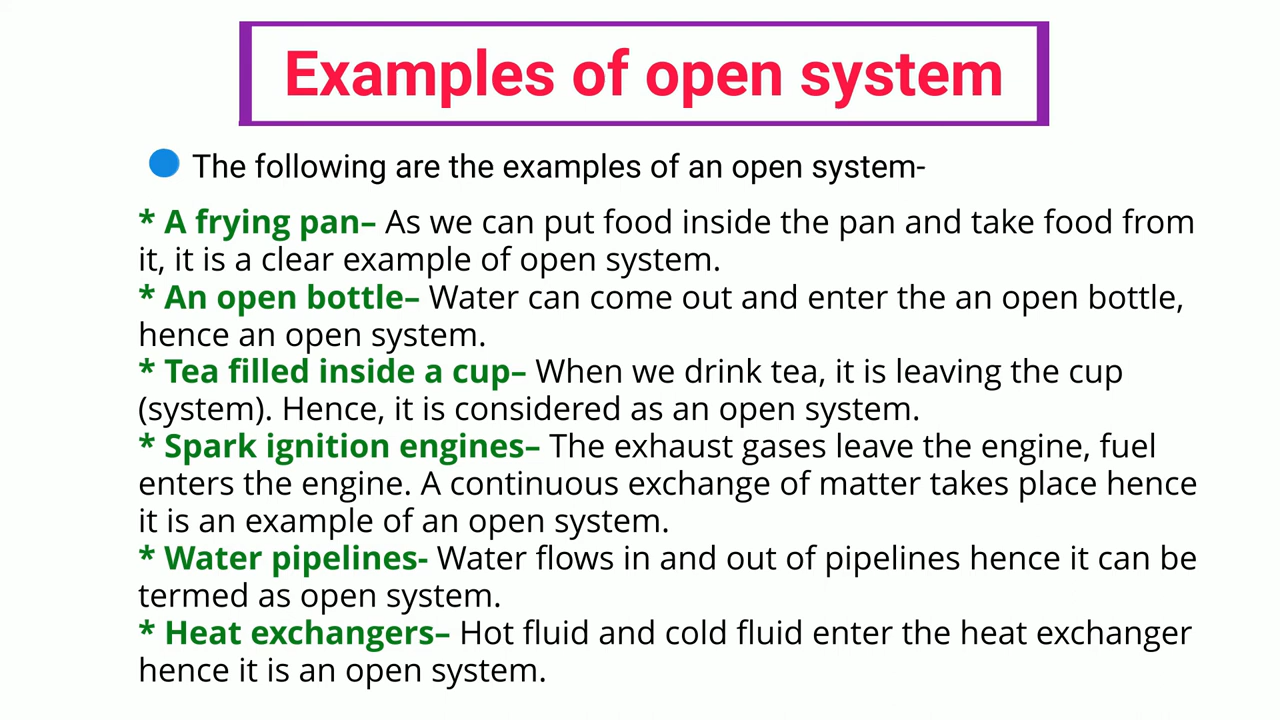 Examples of open system
The following are the examples of an open system-
* A frying pan– As we can put food inside the pan and take food from
it, it is a clear example of open system.
* An open bottle– Water can come out and enter the an open bottle,
hence an open system.
* Tea filled inside a cup– When we drink tea, it is leaving the cup
(system). Hence, it is considered as an open system.
* Spark ignition engines– The exhaust gases leave the engine, fuel
enters the engine. A continuous exchange of matter takes place hence
it is an example of an open system.
* Water pipelines- Water flows in and out of pipelines hence it can be
termed as open system.
* Heat exchangers– Hot fluid and cold fluid enter the heat exchanger
hence it is an open system.